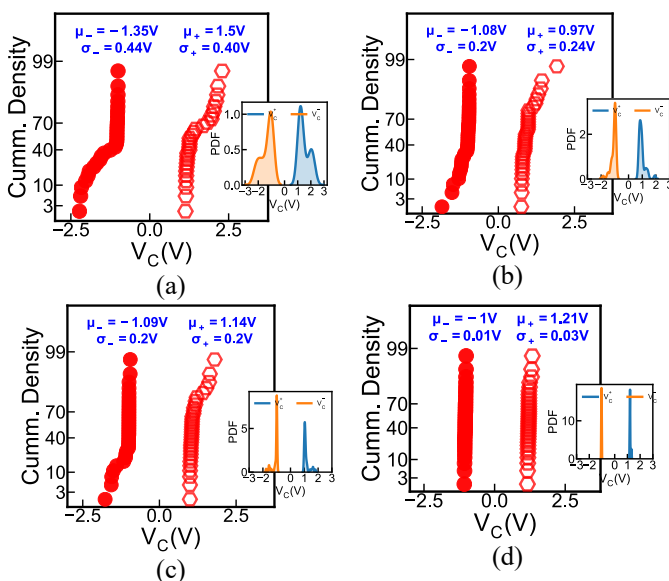 μ₋ = −1.35V μ₊ = 1.5V
σ₋ = 0.44V σ₊ = 0.40V
Cumm. Density
99
70
40
10
3
−2.5 0.0 2.5
V_C(V)
V_C^+ V_C^-
PDF
1.0
0.5
0.0
−3 −2 −1 0 1 2 3
V_C(V)
(a)
μ₋ = −1.08V μ₊ = 0.97V
σ₋ = 0.2V σ₊ = 0.24V
Cumm. Density
99
70
40
10
3
−2.5 0.0 2.5
V_C(V)
V_C^+ V_C^-
PDF
2
0
−3 −2 −1 0 1 2 3
V_C(V)
(b)
μ₋ = −1.09V μ₊ = 1.14V
σ₋ = 0.2V σ₊ = 0.2V
Cumm. Density
99
70
40
10
3
−2.5 0.0 2.5
V_C(V)
V_C^+ V_C^-
PDF
5
0
−3 −2 −1 0 1 2 3
V_C(V)
(c)
μ₋ = −1V μ₊ = 1.21V
σ₋ = 0.01V σ₊ = 0.03V
Cumm. Density
99
70
40
10
3
−2.5 0.0 2.5
V_C(V)
V_C^+ V_C^-
PDF
10
0
−3 −2 −1 0 1 2 3
V_C(V)
(d)